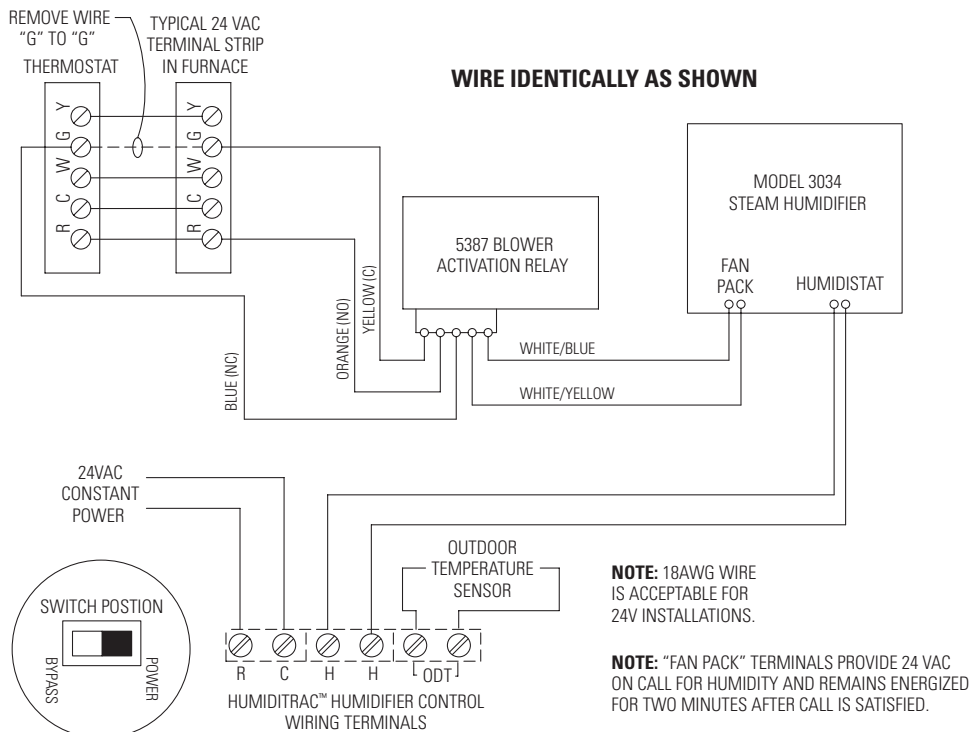 REMOVE WIRE
“G” TO “G”
THERMOSTAT
TYPICAL 24 VAC
TERMINAL STRIP
IN FURNACE
WIRE IDENTICALLY AS SHOWN
Y
G
W
C
R
Y
G
W
C
R
MODEL 3034
STEAM HUMIDIFIER
FAN
PACK
HUMIDISTAT
5387 BLOWER
ACTIVATION RELAY
BLUE (NC)
ORANGE (NO)
YELLOW (C)
WHITE/BLUE
WHITE/YELLOW
24VAC
CONSTANT
POWER
OUTDOOR
TEMPERATURE
SENSOR
SWITCH POSTION
BYPASS
POWER
R C H H ODT
HUMIDITRAC™ HUMIDIFIER CONTROL
WIRING TERMINALS
NOTE: 18AWG WIRE
IS ACCEPTABLE FOR
24V INSTALLATIONS.
NOTE: “FAN PACK” TERMINALS PROVIDE 24 VAC
ON CALL FOR HUMIDITY AND REMAINS ENERGIZED
FOR TWO MINUTES AFTER CALL IS SATISFIED.